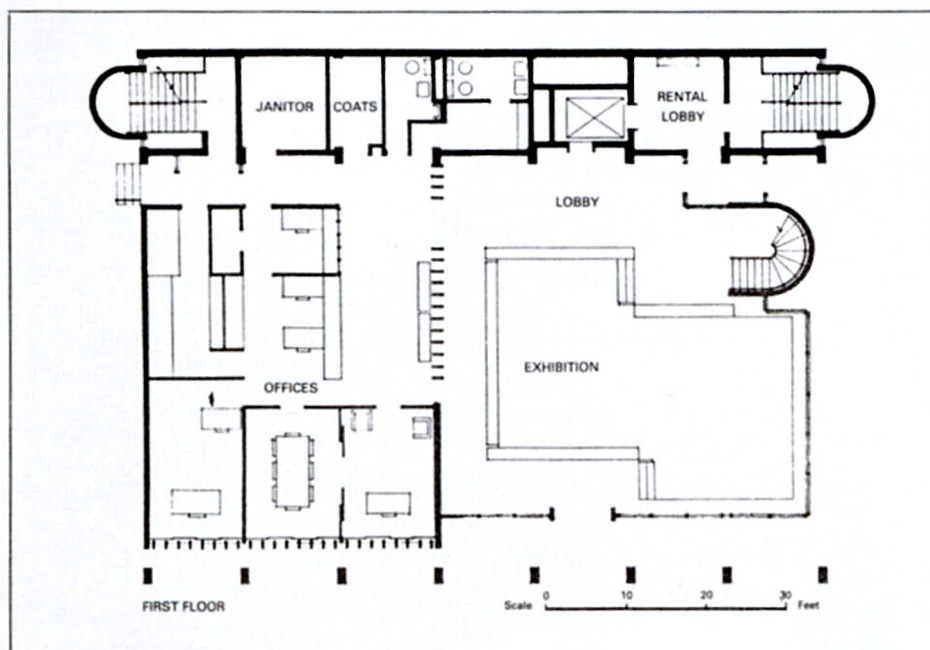 JANITOR
COATS
RENTAL
LOBBY
LOBBY
EXHIBITION
OFFICES
FIRST FLOOR
Scale 0 10 20 30 Feet